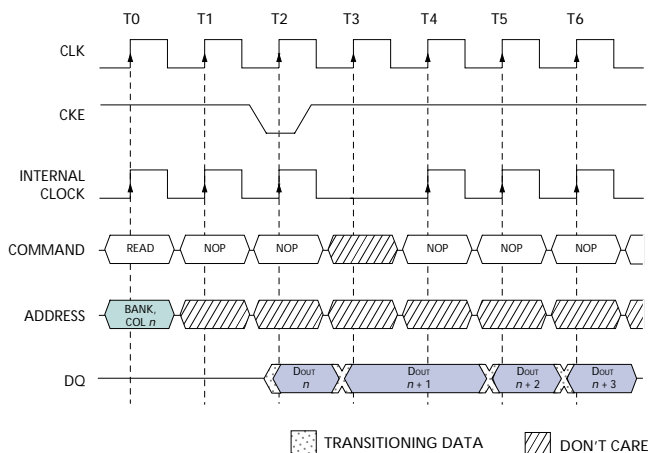 T0 T1 T2 T3 T4 T5 T6
CLK
CKE
INTERNAL
CLOCK
COMMAND READ NOP NOP NOP NOP NOP
ADDRESS BANK,
COL n
DQ DOUT DOUT DOUT DOUT
n n + 1 n + 2 n + 3
TRANSITIONING DATA DON'T CARE